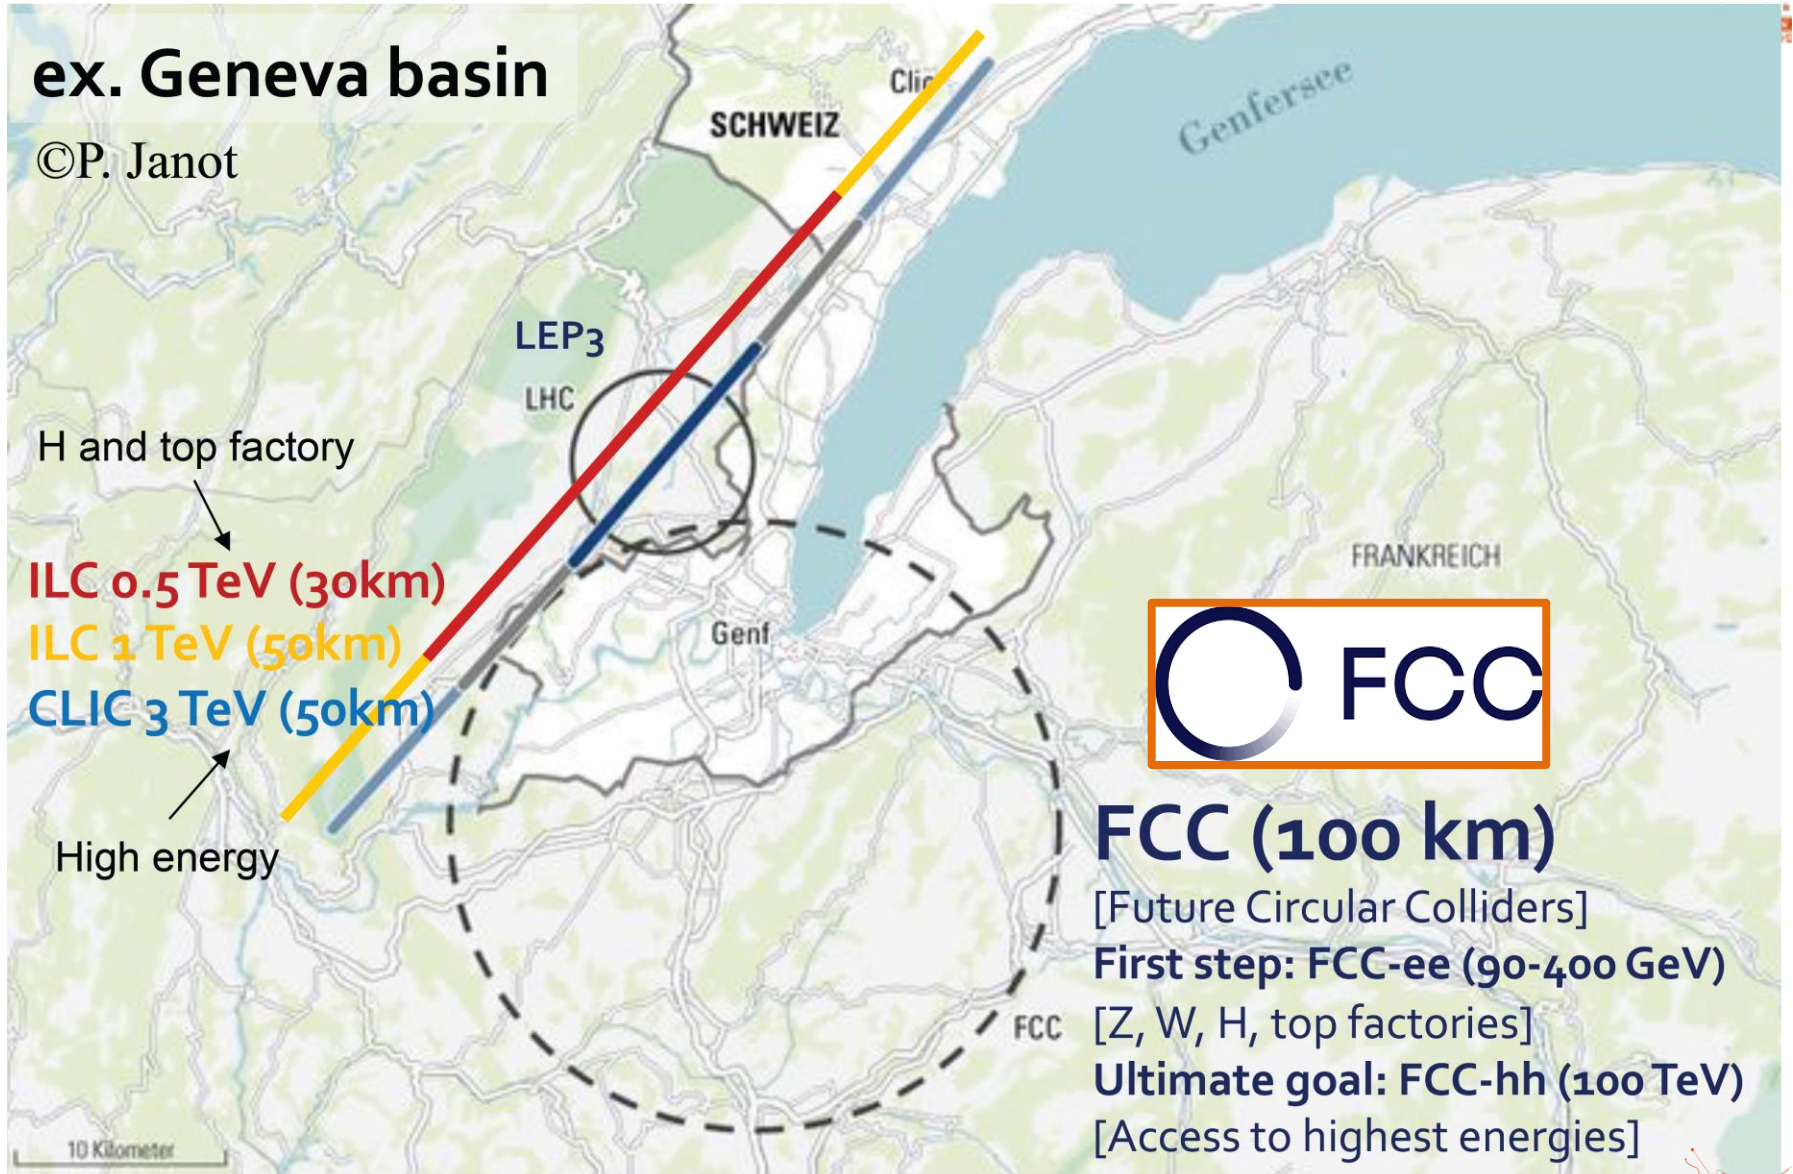 ex. Geneva basin
©P. Janot
Clic
SCHWEIZ
Genfersee
LEP3
LHC
H and top factory
ILC 0.5 TeV (30km)
ILC 1 TeV (50km)
CLIC 3 TeV (50km)
High energy
Genf
FRANKREICH
FCC
FCC (100 km)
[Future Circular Colliders]
First step: FCC-ee (90-400 GeV)
[Z, W, H, top factories]
FCC
Ultimate goal: FCC-hh (100 TeV)
[Access to highest energies]
10 Kilometer